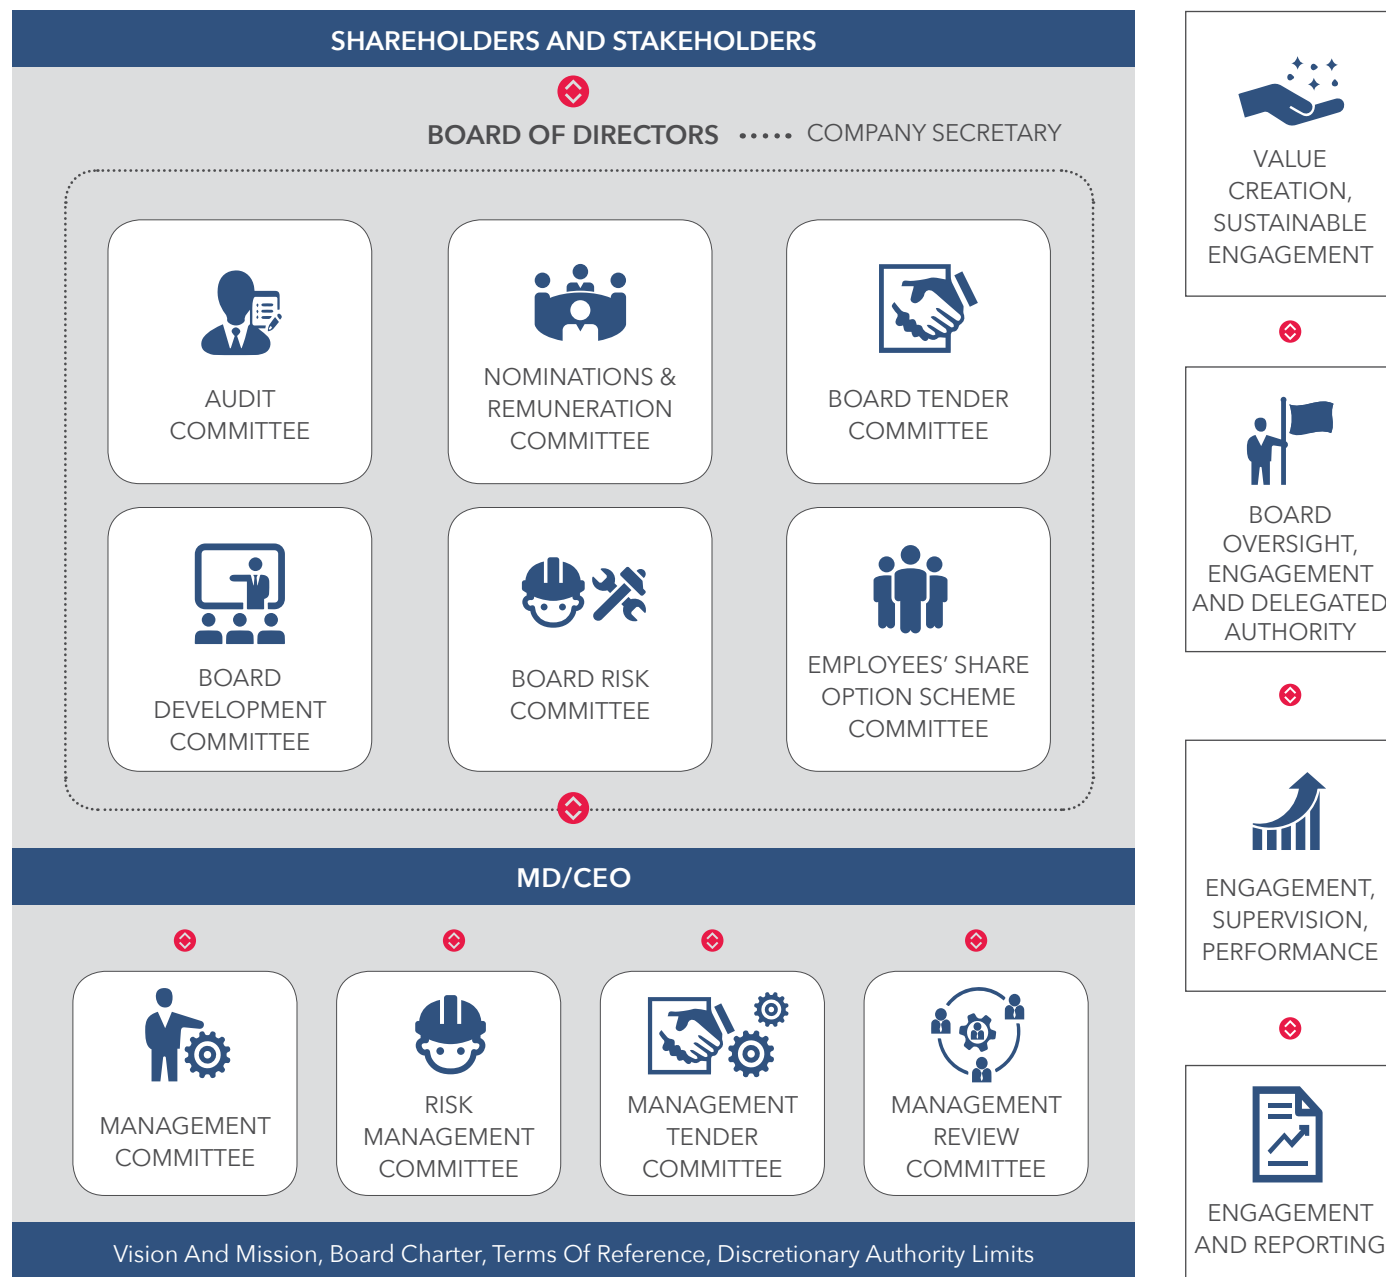 SHAREHOLDERS AND STAKEHOLDERS
BOARD OF DIRECTORS ..... COMPANY SECRETARY
AUDIT
COMMITTEE
NOMINATIONS &
REMUNERATION
COMMITTEE
BOARD TENDER
COMMITTEE
BOARD
DEVELOPMENT
COMMITTEE
BOARD RISK
COMMITTEE
EMPLOYEES’ SHARE
OPTION SCHEME
COMMITTEE
MD/CEO
MANAGEMENT
COMMITTEE
RISK
MANAGEMENT
COMMITTEE
MANAGEMENT
TENDER
COMMITTEE
MANAGEMENT
REVIEW
COMMITTEE
Vision And Mission, Board Charter, Terms Of Reference, Discretionary Authority Limits
VALUE
CREATION,
SUSTAINABLE
ENGAGEMENT
BOARD
OVERSIGHT,
ENGAGEMENT
AND DELEGATED
AUTHORITY
ENGAGEMENT,
SUPERVISION,
PERFORMANCE
ENGAGEMENT
AND REPORTING